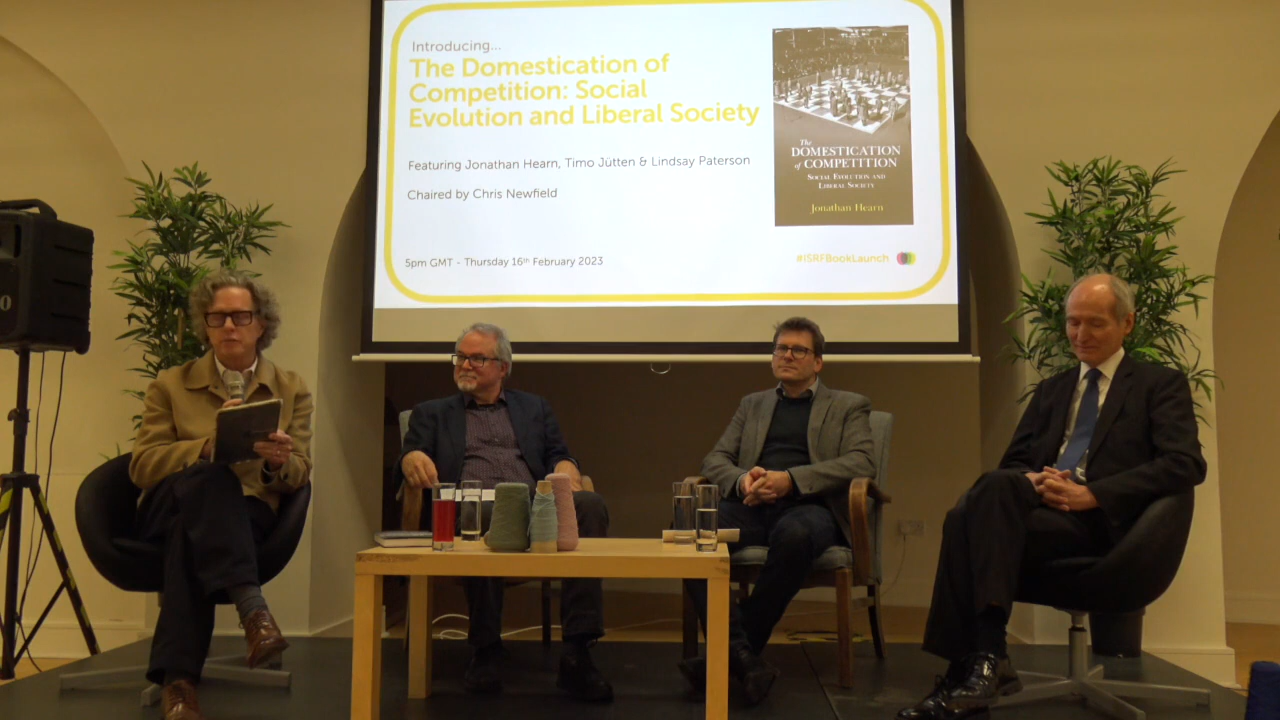 Introducing...
The Domestication of
Competition: Social
Evolution and Liberal Society
Featuring Jonathan Hearn, Timo Jütten & Lindsay Paterson
Chaired by Chris Newfield
5pm GMT - Thursday 16th February 2023
The
DOMESTICATION
of COMPETITION
SOCIAL EVOLUTION AND
LIBERAL SOCIETY
Jonathan Hearn
#ISRFBookLaunch